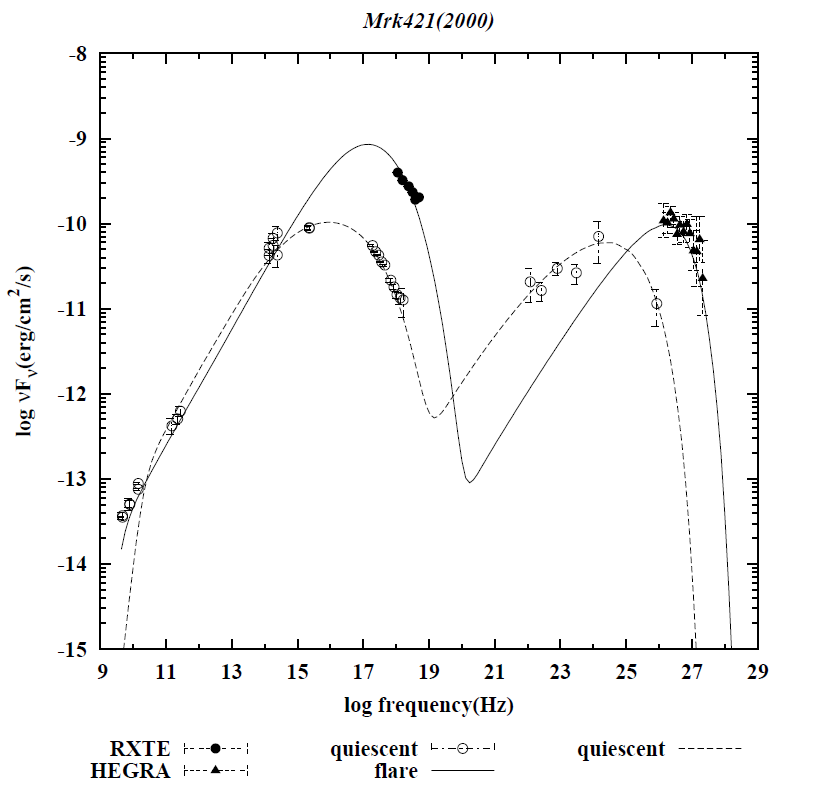 Mrk421(2000)
-8
-9
-10
-11
-12
-13
-14
-15
log νFν(erg/cm²/s)
9 11 13 15 17 19 21 23 25 27 29
log frequency(Hz)
RXTE quiescent quiescent
HEGRA flare